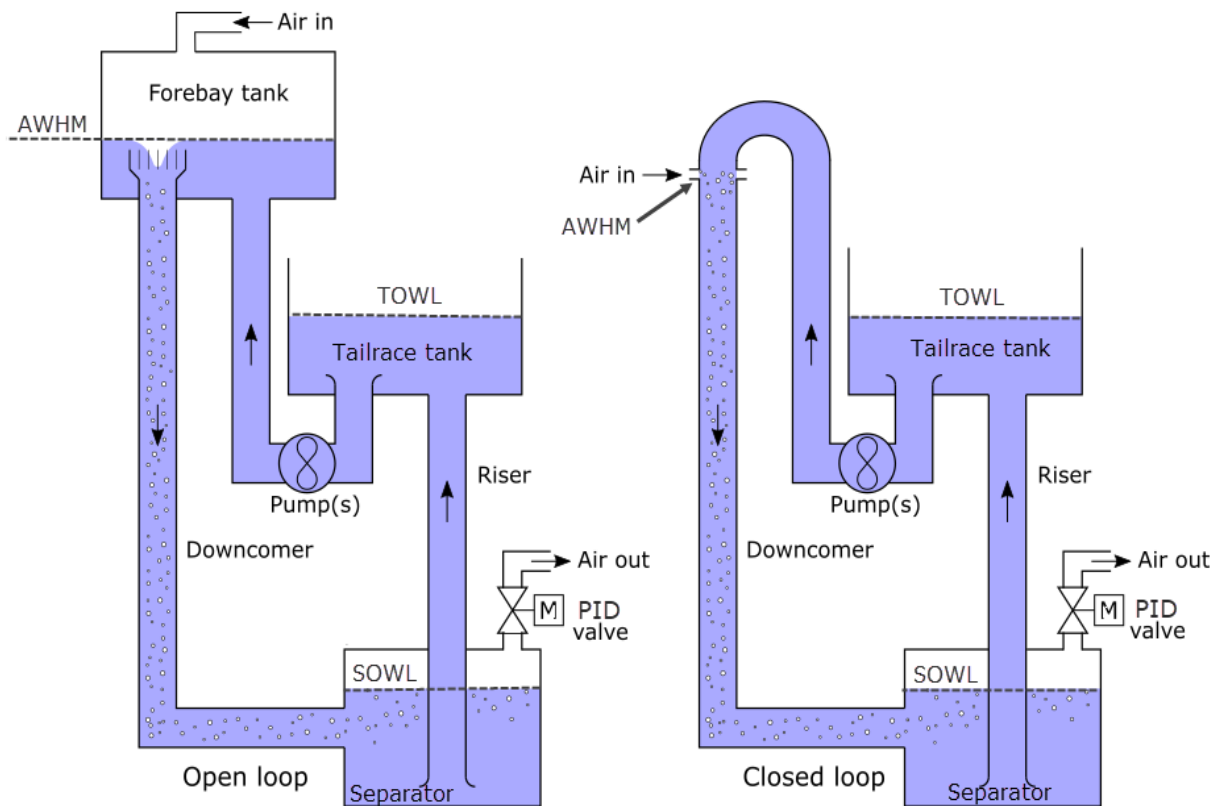 Air in
Forebay tank
AWHM
TOWL
Tailrace tank
Riser
Pump(s)
Downcomer
Air out
M
PID
valve
SOWL
Open loop
Separator
Air in
AWHM
TOWL
Tailrace tank
Riser
Pump(s)
Downcomer
Air out
M
PID
valve
SOWL
Closed loop
Separator